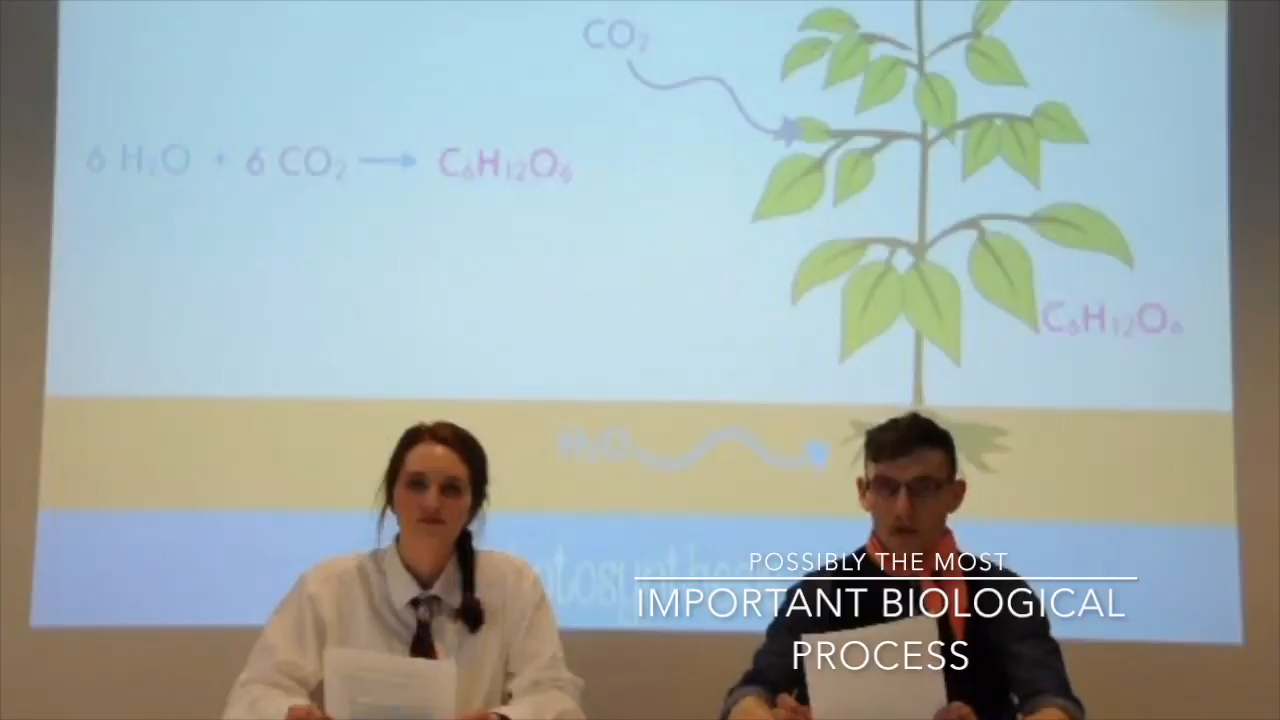 CO₂
6 H₂O + 6 CO₂ → C₆H₁₂O₆
C₆H₁₂O₆
H₂O
POSSIBLY THE MOST
IMPORTANT BIOLOGICAL
PROCESS